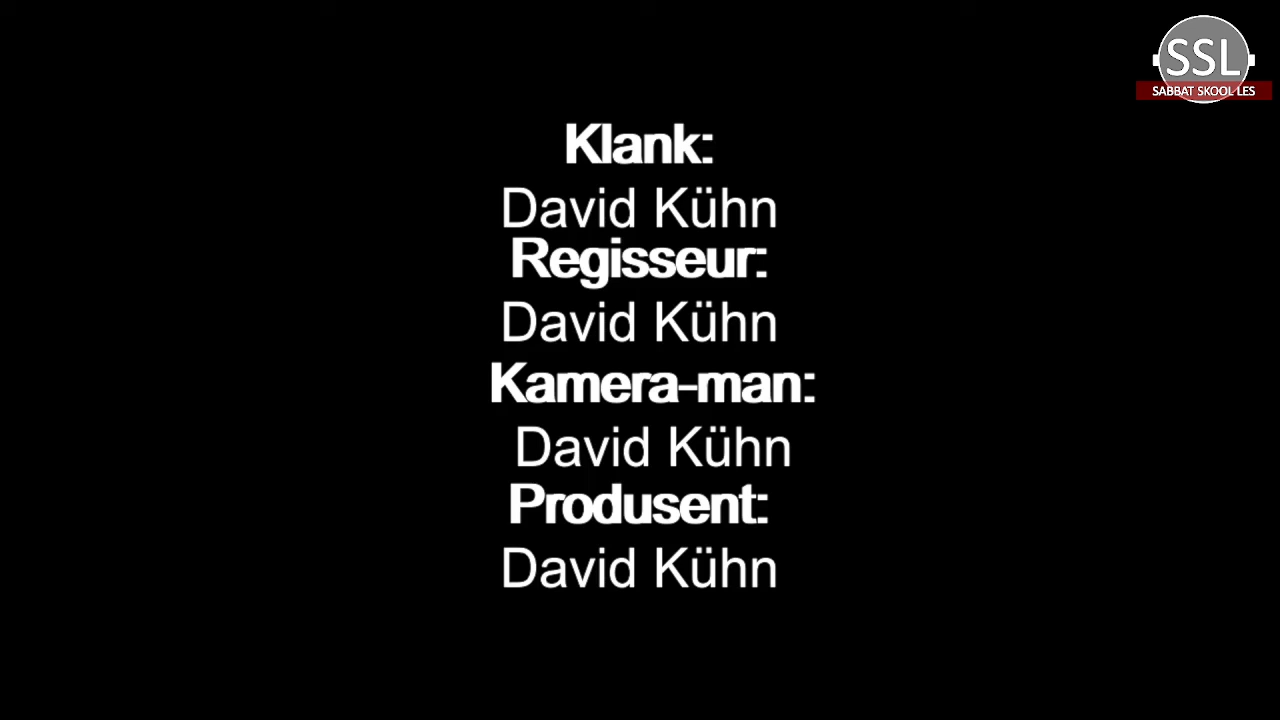 SSL
SABBAT SKOOL LES
Klank:
David Kühn
Regisseur:
David Kühn
Kamera-man:
David Kühn
Produsent:
David Kühn